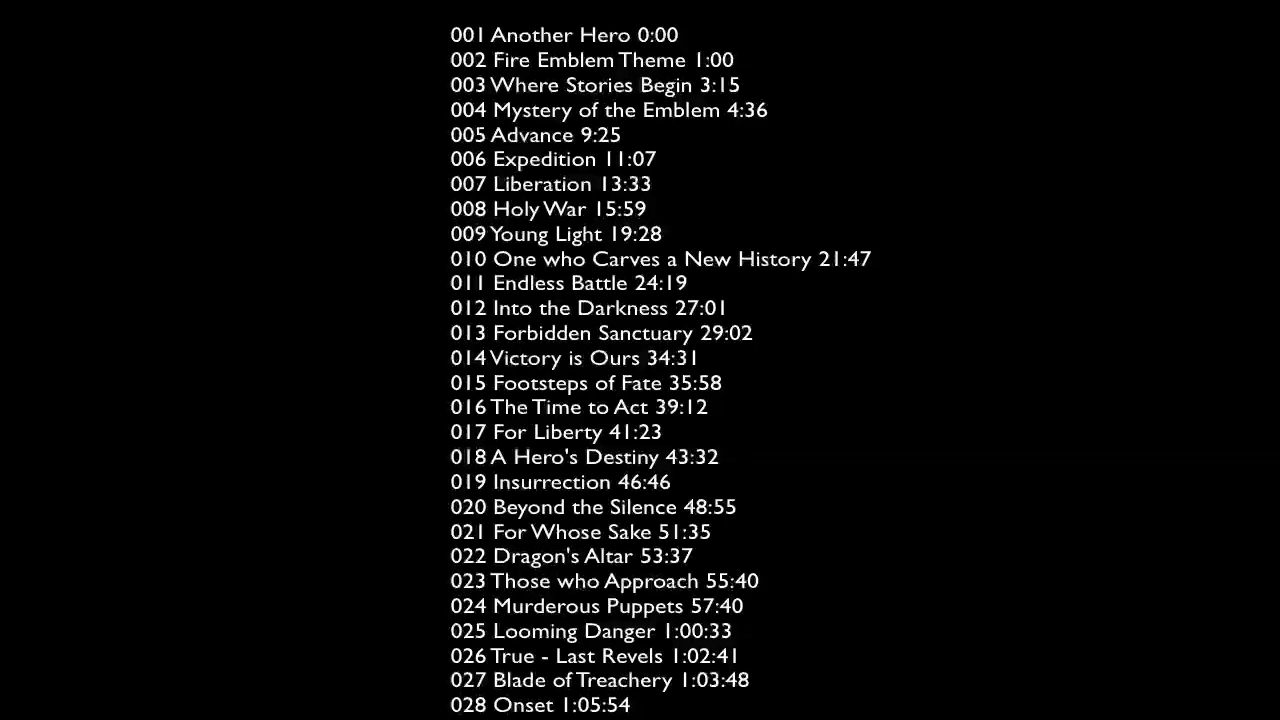 001 Another Hero 0:00
002 Fire Emblem Theme 1:00
003 Where Stories Begin 3:15
004 Mystery of the Emblem 4:36
005 Advance 9:25
006 Expedition 11:07
007 Liberation 13:33
008 Holy War 15:59
009 Young Light 19:28
010 One who Carves a New History 21:47
011 Endless Battle 24:19
012 Into the Darkness 27:01
013 Forbidden Sanctuary 29:02
014 Victory is Ours 34:31
015 Footsteps of Fate 35:58
016 The Time to Act 39:12
017 For Liberty 41:23
018 A Hero's Destiny 43:32
019 Insurrection 46:46
020 Beyond the Silence 48:55
021 For Whose Sake 51:35
022 Dragon's Altar 53:37
023 Those who Approach 55:40
024 Murderous Puppets 57:40
025 Looming Danger 1:00:33
026 True - Last Revels 1:02:41
027 Blade of Treachery 1:03:48
028 Onset 1:05:54